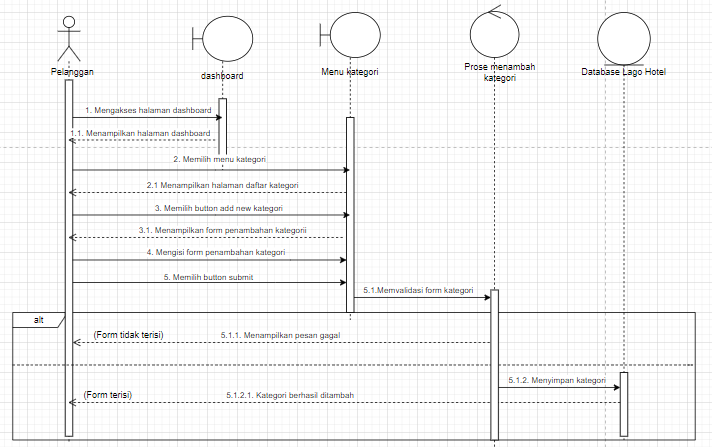 Pelanggan
dashboard
Menu kategori
Prose menambah
kategori
Database Lago Hotel
1. Mengakses halaman dashboard
1.1. Menampilkan halaman dashboard
2. Memilih menu kategori
2.1 Menampilkan halaman daftar kategori
3. Memilih button add new kategori
3.1. Menampilkan form penambahan kategorii
4. Mengisi form penambahan kategori
5. Memilih button submit
5.1.Memvalidasi form kategori
alt
(Form tidak terisi)
5.1.1. Menampilkan pesan gagal
5.1.2. Menyimpan kategori
(Form terisi)
5.1.2.1. Kategori berhasil ditambah